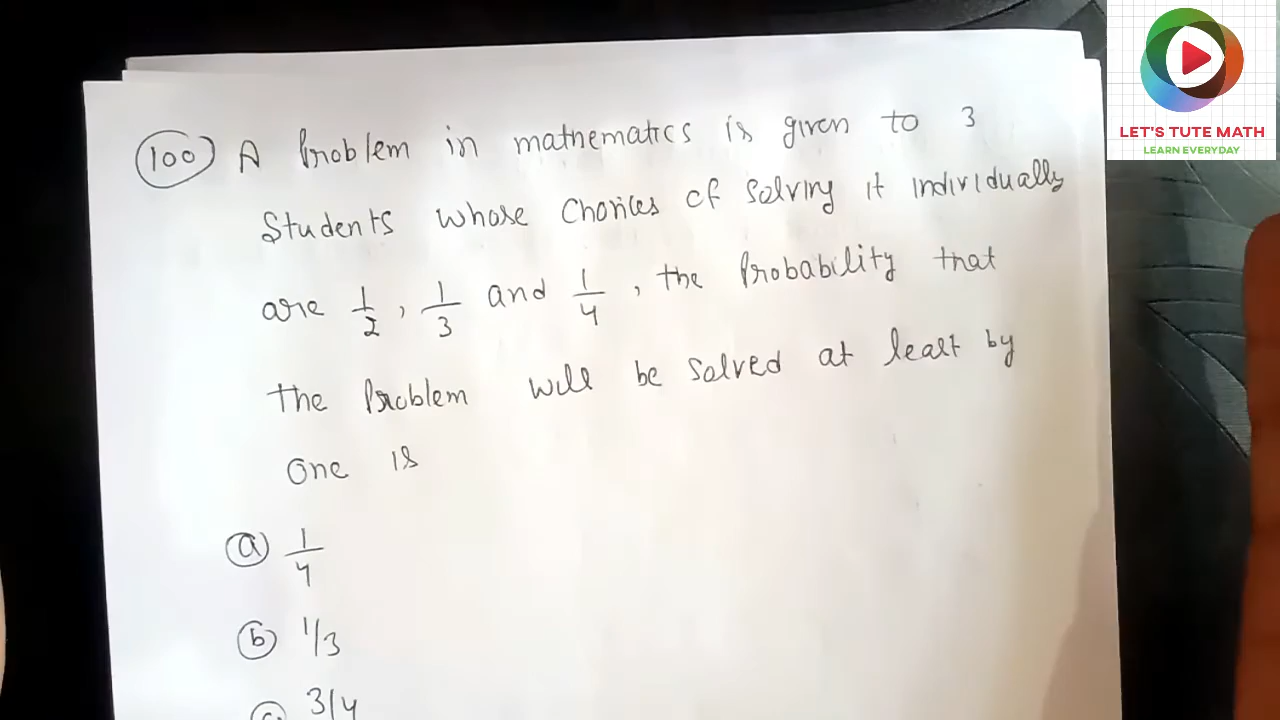 LET'S TUTE MATH
LEARN EVERYDAY
100 A Problem in mathematics is given to 3
Students whose Chances of Solving it individually
are 1/2, 1/3 and 1/4, the Probability that
the Problem will be solved at least by
one is
a 1/4
b 1/3
c 3/4